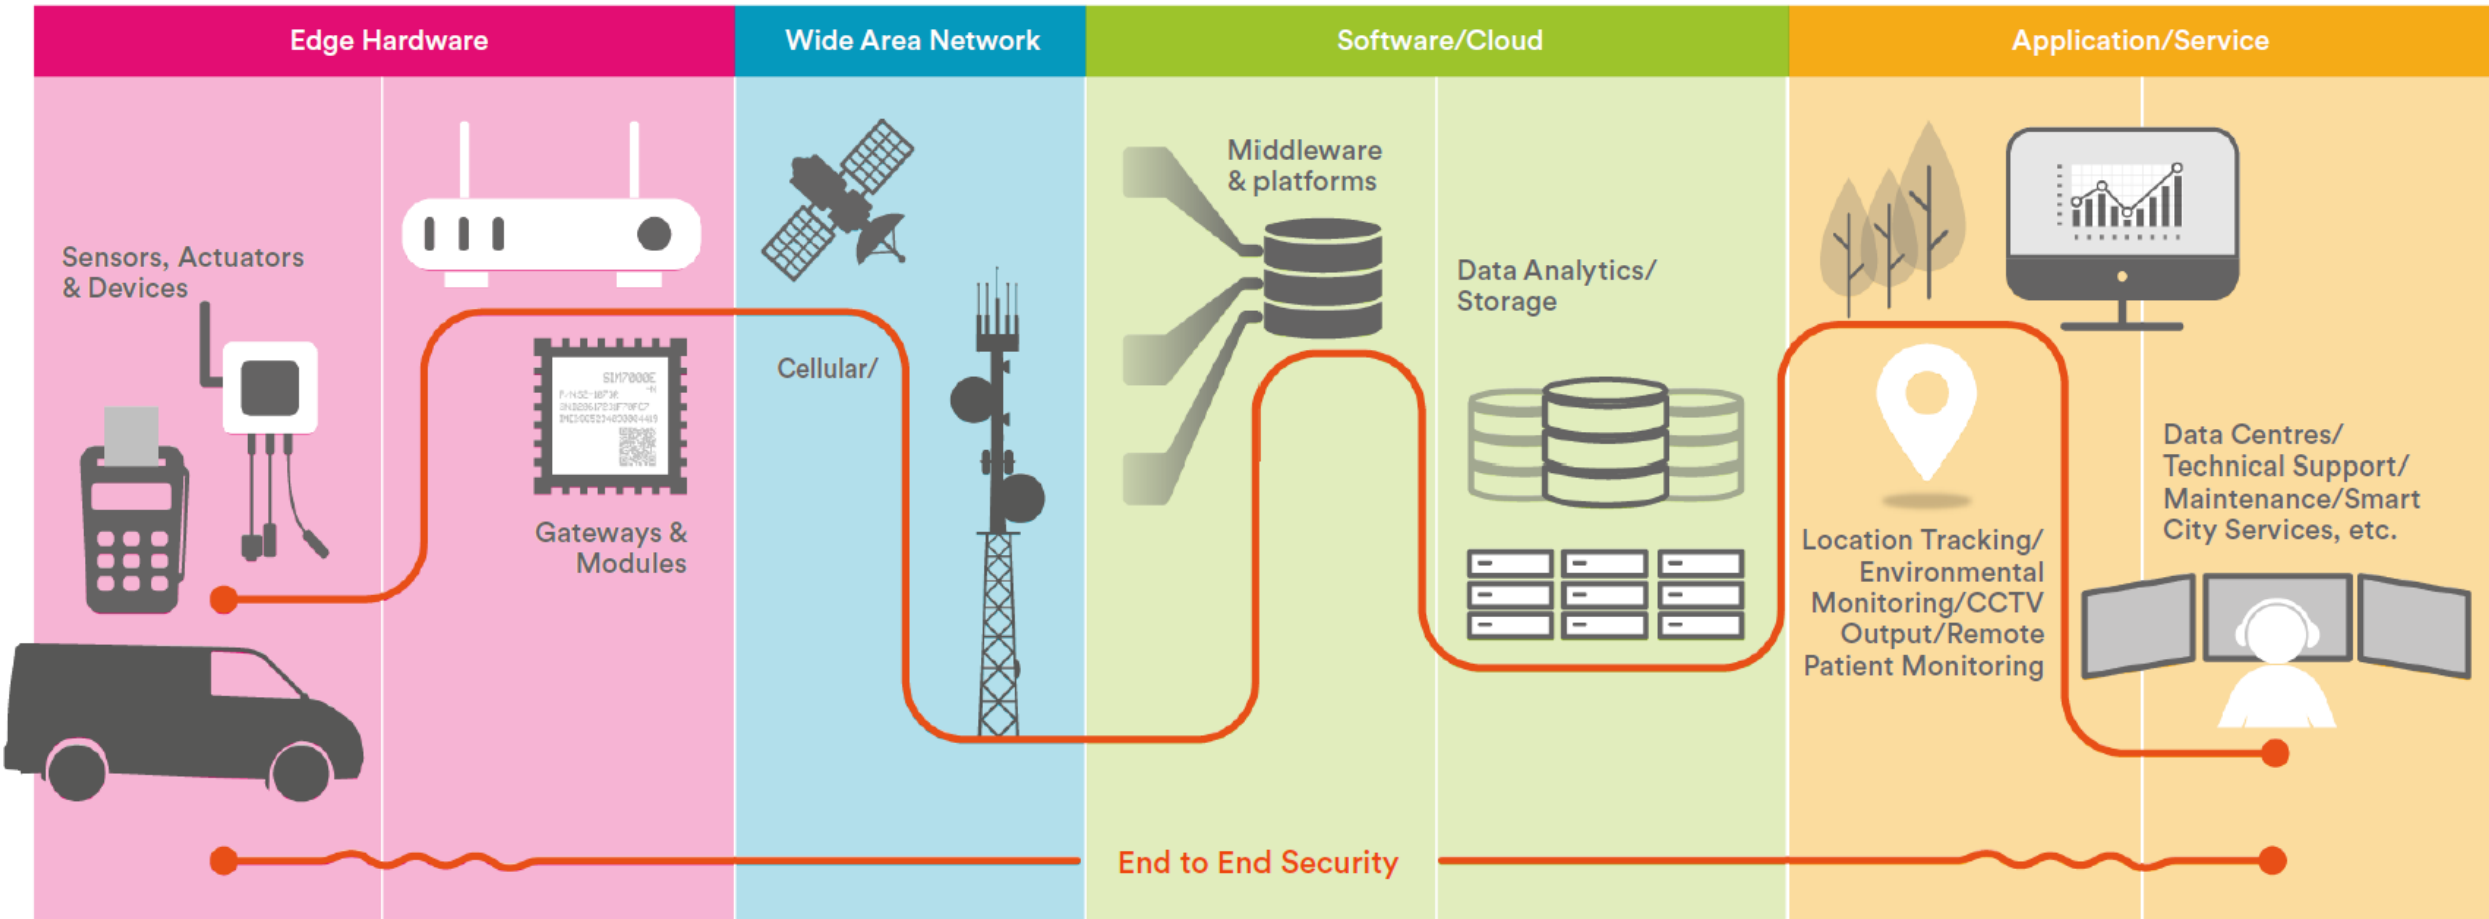 Edge Hardware
Wide Area Network
Software/Cloud
Application/Service
Sensors, Actuators
& Devices
SIM7000E
Gateways &
Modules
Cellular/
Middleware
& platforms
Data Analytics/
Storage
Location Tracking/
Environmental
Monitoring/CCTV
Output/Remote
Patient Monitoring
Data Centres/
Technical Support/
Maintenance/Smart
City Services, etc.
End to End Security